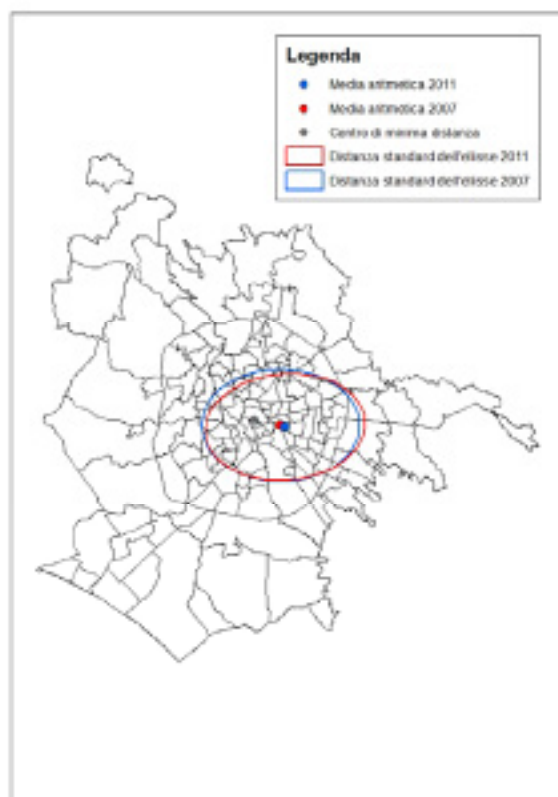 Legenda
Media aritmetica 2011
Media aritmetica 2007
Centro di minima distanza
Distanza standard dell'elisse 2011
Distanza standard dell'elisse 2007